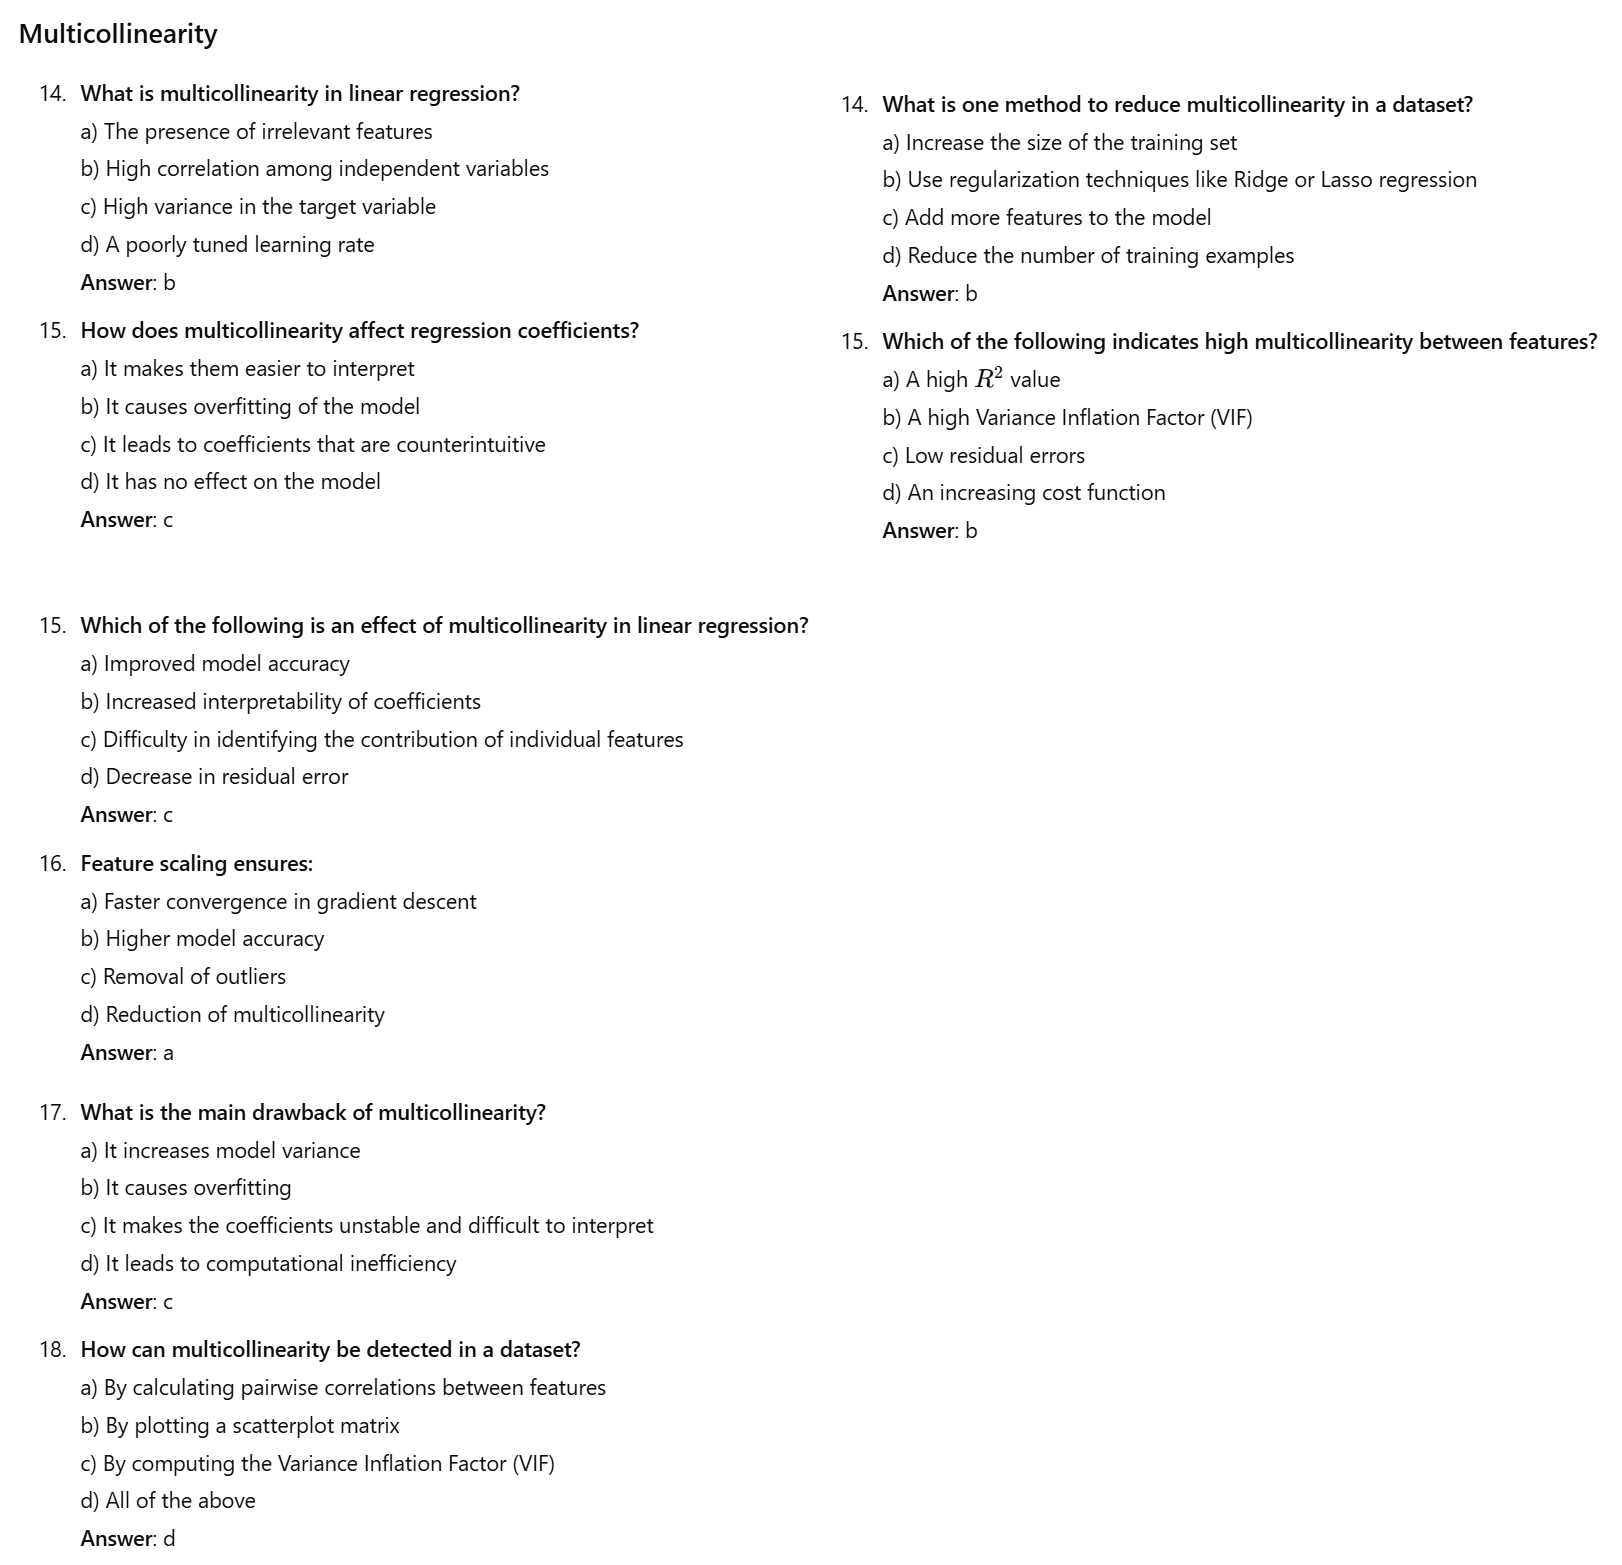 Multicollinearity
14. What is multicollinearity in linear regression?
a) The presence of irrelevant features
b) High correlation among independent variables
c) High variance in the target variable
d) A poorly tuned learning rate
Answer: b
15. How does multicollinearity affect regression coefficients?
a) It makes them easier to interpret
b) It causes overfitting of the model
c) It leads to coefficients that are counterintuitive
d) It has no effect on the model
Answer: c
14. What is one method to reduce multicollinearity in a dataset?
a) Increase the size of the training set
b) Use regularization techniques like Ridge or Lasso regression
c) Add more features to the model
d) Reduce the number of training examples
Answer: b
15. Which of the following indicates high multicollinearity between features?
a) A high R² value
b) A high Variance Inflation Factor (VIF)
c) Low residual errors
d) An increasing cost function
Answer: b
15. Which of the following is an effect of multicollinearity in linear regression?
a) Improved model accuracy
b) Increased interpretability of coefficients
c) Difficulty in identifying the contribution of individual features
d) Decrease in residual error
Answer: c
16. Feature scaling ensures:
a) Faster convergence in gradient descent
b) Higher model accuracy
c) Removal of outliers
d) Reduction of multicollinearity
Answer: a
17. What is the main drawback of multicollinearity?
a) It increases model variance
b) It causes overfitting
c) It makes the coefficients unstable and difficult to interpret
d) It leads to computational inefficiency
Answer: c
18. How can multicollinearity be detected in a dataset?
a) By calculating pairwise correlations between features
b) By plotting a scatterplot matrix
c) By computing the Variance Inflation Factor (VIF)
d) All of the above
Answer: d